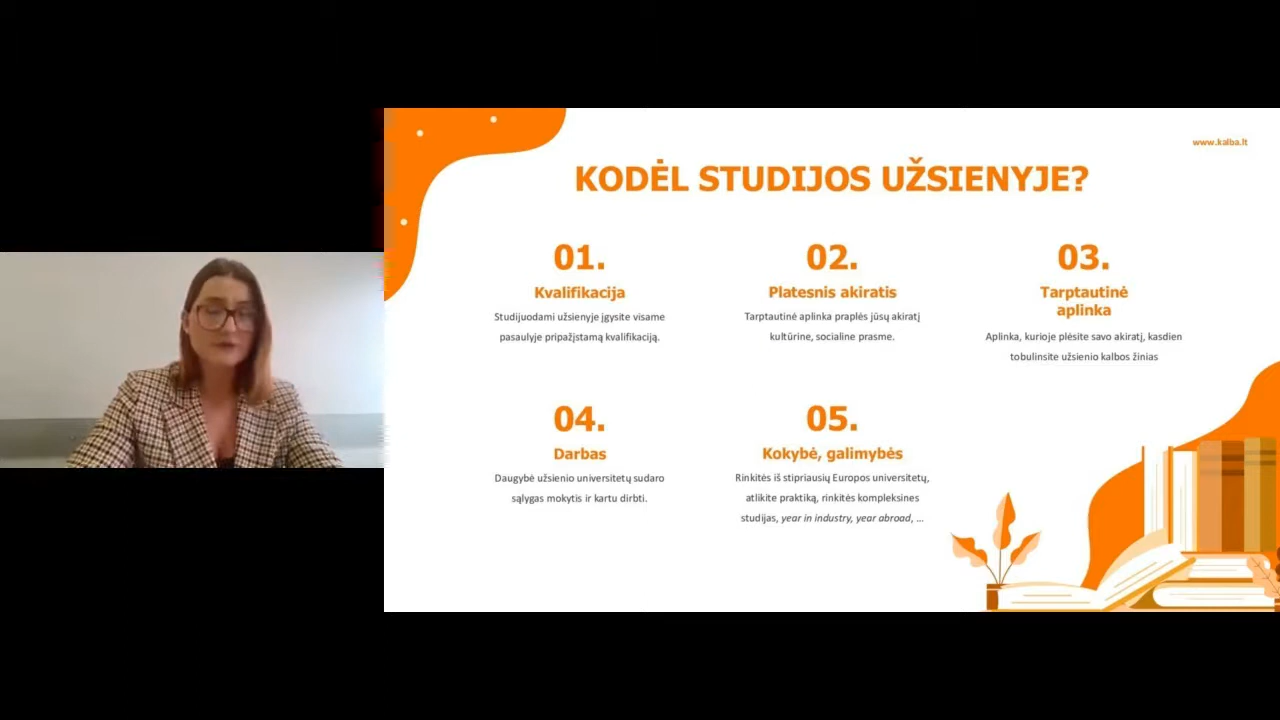 www.kalba.lt
KODĖL STUDIJOS UŽSIENYJE?
01.
Kvalifikacija
Studijuodami užsienyje įgysite visame
pasaulyje pripažįstamą kvalifikaciją.
02.
Platesnis akiratis
Tarptautinė aplinka praplės jūsų akiratį
kultūrine, socialine prasme.
03.
Tarptautinė
aplinka
Aplinka, kurioje plėsite savo akiratį, kasdien
tobulinsite užsienio kalbos žinias
04.
Darbas
Daugybė užsienio universitetų sudaro
sąlygas mokytis ir kartu dirbti.
05.
Kokybė, galimybės
Rinkitės iš stipriausių Europos universitetų,
atlikite praktiką, rinkitės kompleksines
studijas, year in industry, year abroad, ...